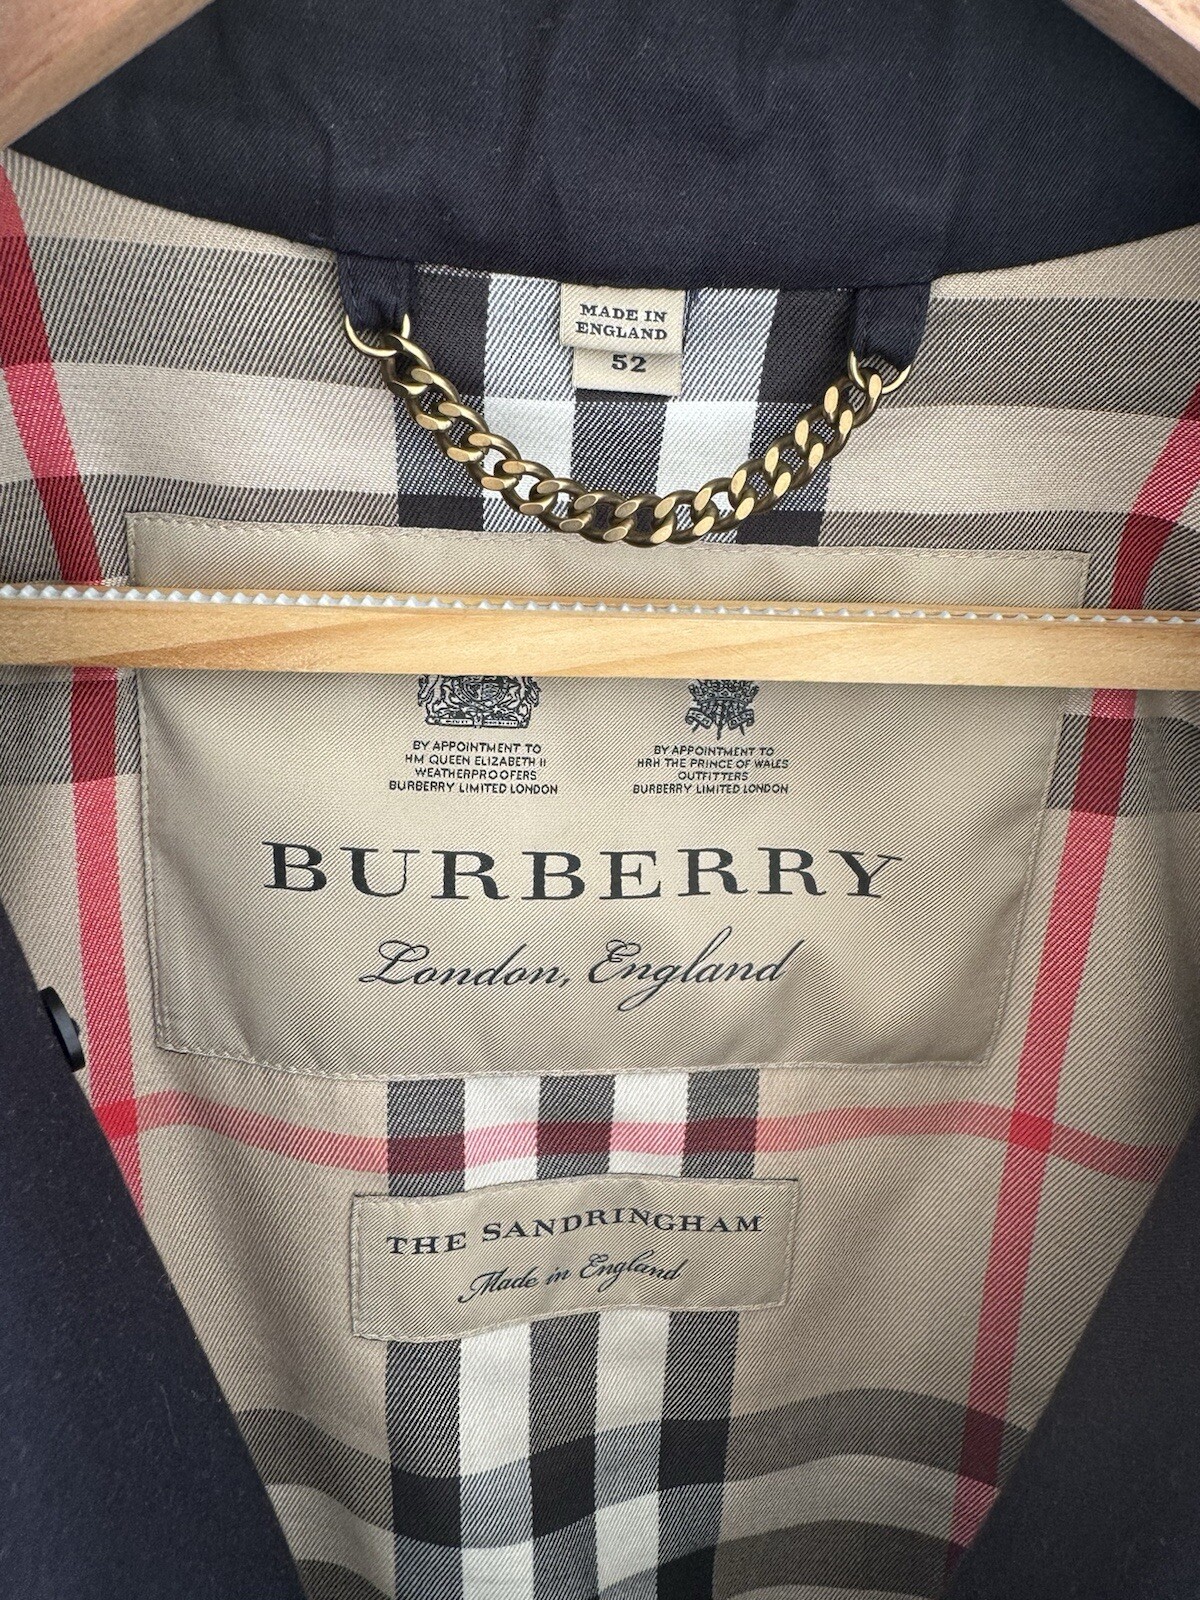 MADE IN
ENGLAND
52
BY APPOINTMENT TO
HM QUEEN ELIZABETH II
WEATHERPROOFERS
BURBERRY LIMITED LONDON
BY APPOINTMENT TO
HRH THE PRINCE OF WALES
OUTFITTERS
BURBERRY LIMITED LONDON
BURBERRY
London, England
THE SANDRINGHAM
Made in England